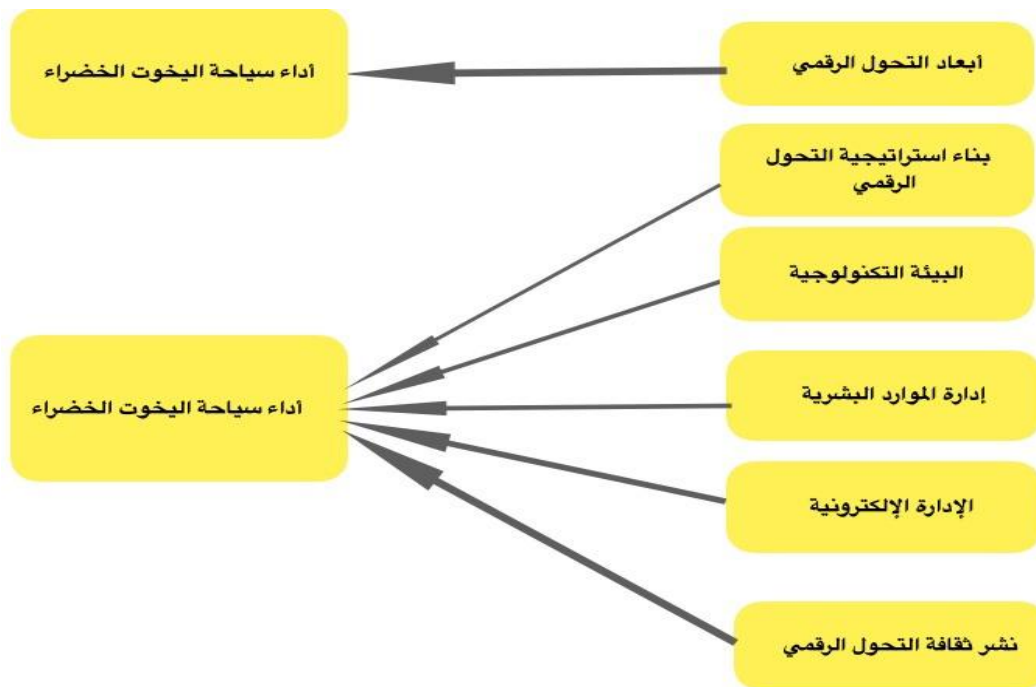 أبعاد التحول الرقمي
أداء سياحة اليخوت الخضراء
بناء استراتيجية التحول
الرقمي
البيئة التكنولوجية
إدارة الموارد البشرية
أداء سياحة اليخوت الخضراء
الإدارة الإلكترونية
نشر ثقافة التحول الرقمي